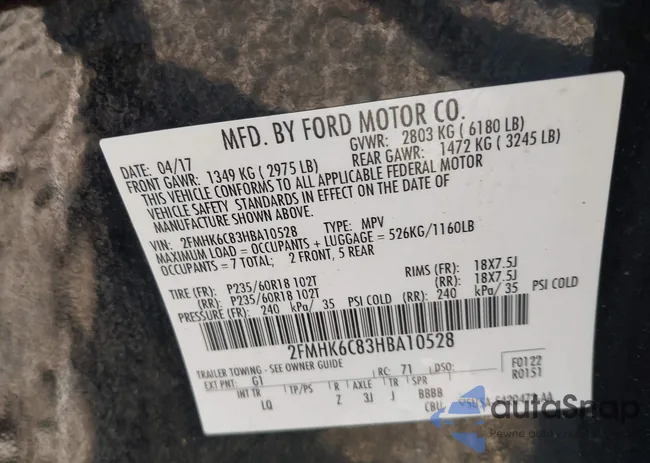 MFD. BY FORD MOTOR CO.
DATE: 04/17 GVWR: 2803 KG ( 6180 LB)
FRONT GAWR: 1349 KG ( 2975 LB) REAR GAWR: 1472 KG ( 3245 LB)
THIS VEHICLE CONFORMS TO ALL APPLICABLE FEDERAL MOTOR
VEHICLE SAFETY STANDARDS IN EFFECT ON THE DATE OF
MANUFACTURE SHOWN ABOVE.
VIN: 2FMHK6C83HBA10528 TYPE: MPV
MAXIMUM LOAD = OCCUPANTS + LUGGAGE = 526KG/1160LB
OCCUPANTS = 7 TOTAL; 2 FRONT, 5 REAR
TIRE (FR): P235/60R18 102T RIMS (FR): 18X7.5J
(RR): P235/60R18 102T (RR): 18X7.5J
PRESSURE (FR): 240 kPa/ 35 PSI COLD (RR): 240 kPa/ 35 PSI COLD
2FMHK6C83HBA10528
TRAILER TOWING - SEE OWNER GUIDE
EXT PNT: G1 RC: 71 DSO: F0122
R0151
INT TR TP/PS R AXLE TR SPR
LQ Z 3J J BBBB
CBU
autoSnap
Pewne auto z